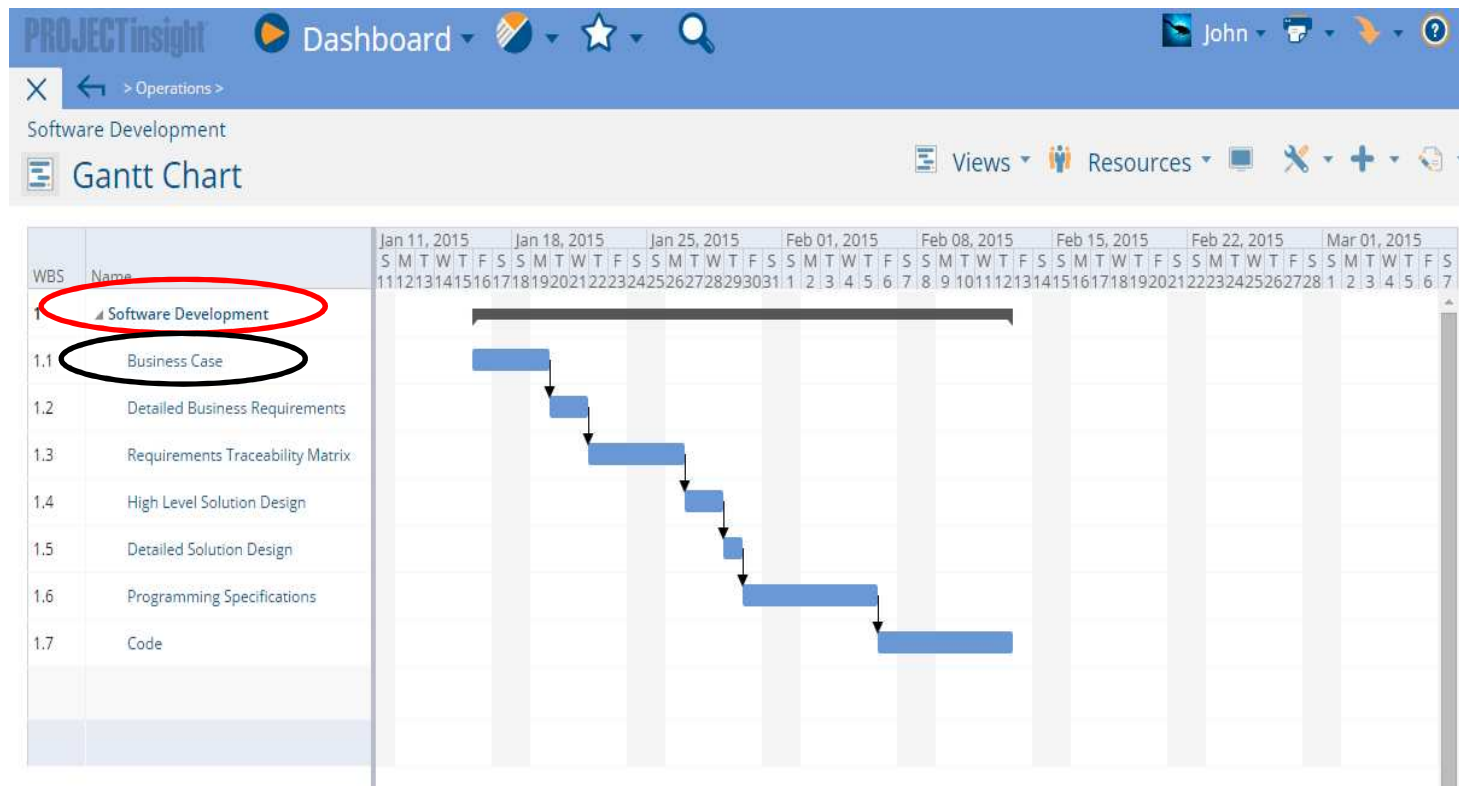 PROJECTinsight Dashboard John
> Operations >
Software Development
Gantt Chart Views Resources
Jan 11, 2015 Jan 18, 2015 Jan 25, 2015 Feb 01, 2015 Feb 08, 2015 Feb 15, 2015 Feb 22, 2015 Mar 01, 2015
WBS Name S M T W T F S S M T W T F S S M T W T F S S M T W T F S S M T W T F S S M T W T F S S M T W T F S S M T W T F S
11 12 13 14 15 16 17 18 19 20 21 22 23 24 25 26 27 28 29 30 31 1 2 3 4 5 6 7 8 9 10 11 12 13 14 15 16 17 18 19 20 21 22 23 24 25 26 27 28 1 2 3 4 5 6 7
1 Software Development
1.1 Business Case
1.2 Detailed Business Requirements
1.3 Requirements Traceability Matrix
1.4 High Level Solution Design
1.5 Detailed Solution Design
1.6 Programming Specifications
1.7 Code